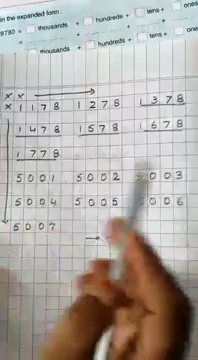 in the expanded form.
9780 = thousands + hundreds + tens + ones
thousands + hundreds + tens + ones
x x
x 1 1 7 8 1 2 7 8 1 3 7 8
1 4 7 8 1 5 7 8 1 6 7 8
1 7 7 8
5 0 0 1 5 0 0 2 5 0 0 3
5 0 0 4 5 0 0 5 5 0 0 6
5 0 0 7